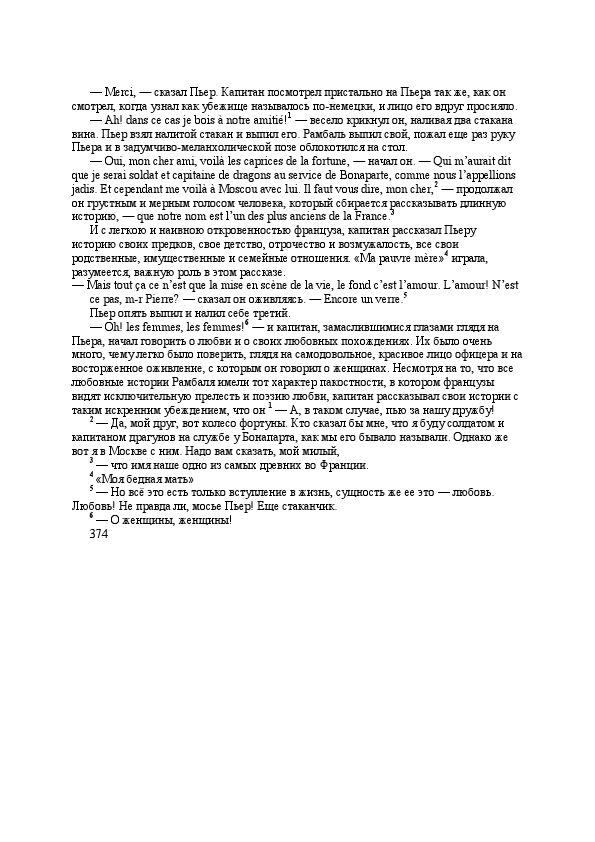 — Merci, — сказал Пьер. Капитан посмотрел пристально на Пьера так же, как он
смотрел, когда узнал как убежище называлось по-немецки, и лицо его вдруг просияло.
— Ah! dans ce cas je bois à notre amitié!1 — весело крикнул он, наливая два стакана
вина. Пьер взял налитой стакан и выпил его. Рамбаль выпил свой, пожал еще раз руку
Пьера и в задумчиво-меланхолической позе облокотился на стол.
— Oui, mon cher ami, voilà les caprices de la fortune, — начал он. — Qui m’aurait dit
que je serai soldat et capitaine de dragons au service de Bonaparte, comme nous l’appellions
jadis. Et cependant me voilà à Moscou avec lui. Il faut vous dire, mon cher,2 — продолжал
он грустным и мерным голосом человека, который сбирается рассказывать длинную
историю, — que notre nom est l’un des plus anciens de la France.3
И с легкою и наивною откровенностью француза, капитан рассказал Пьеру
историю своих предков, свое детство, отрочество и возмужалость, все свои
родственные, имущественные и семейные отношения. «Ma pauvre mère»4 играла,
разумеется, важную роль в этом рассказе.
— Mais tout ça ce n’est que la mise en scène de la vie, le fond c’est l’amour. L’amour! N’est
ce pas, m-r Pierre? — сказал он оживляясь. — Encore un verre.5
Пьер опять выпил и налил себе третий.
— Oh! les femmes, les femmes!6 — и капитан, замаслившимися глазами глядя на
Пьера, начал говорить о любви и о своих любовных похождениях. Их было очень
много, чему легко было поверить, глядя на самодовольное, красивое лицо офицера и на
восторженное оживление, с которым он говорил о женщинах. Несмотря на то, что все
любовные истории Рамбаля имели тот характер пакостности, в котором французы
видят исключительную прелесть и поэзию любви, капитан рассказывал свои истории с
таким искренним убеждением, что он 1 — А, в таком случае, пью за нашу дружбу!
2 — Да, мой друг, вот колесо фортуны. Кто сказал бы мне, что я буду солдатом и
капитаном драгунов на службе у Бонапарта, как мы его бывало называли. Однако же
вот я в Москве с ним. Надо вам сказать, мой милый,
3 — что имя наше одно из самых древних во Франции.
4 «Моя бедная мать»
5 — Но всё это есть только вступление в жизнь, сущность же ее это — любовь.
Любовь! Не правда ли, мосье Пьер! Еще стаканчик.
6 — О женщины, женщины!
374